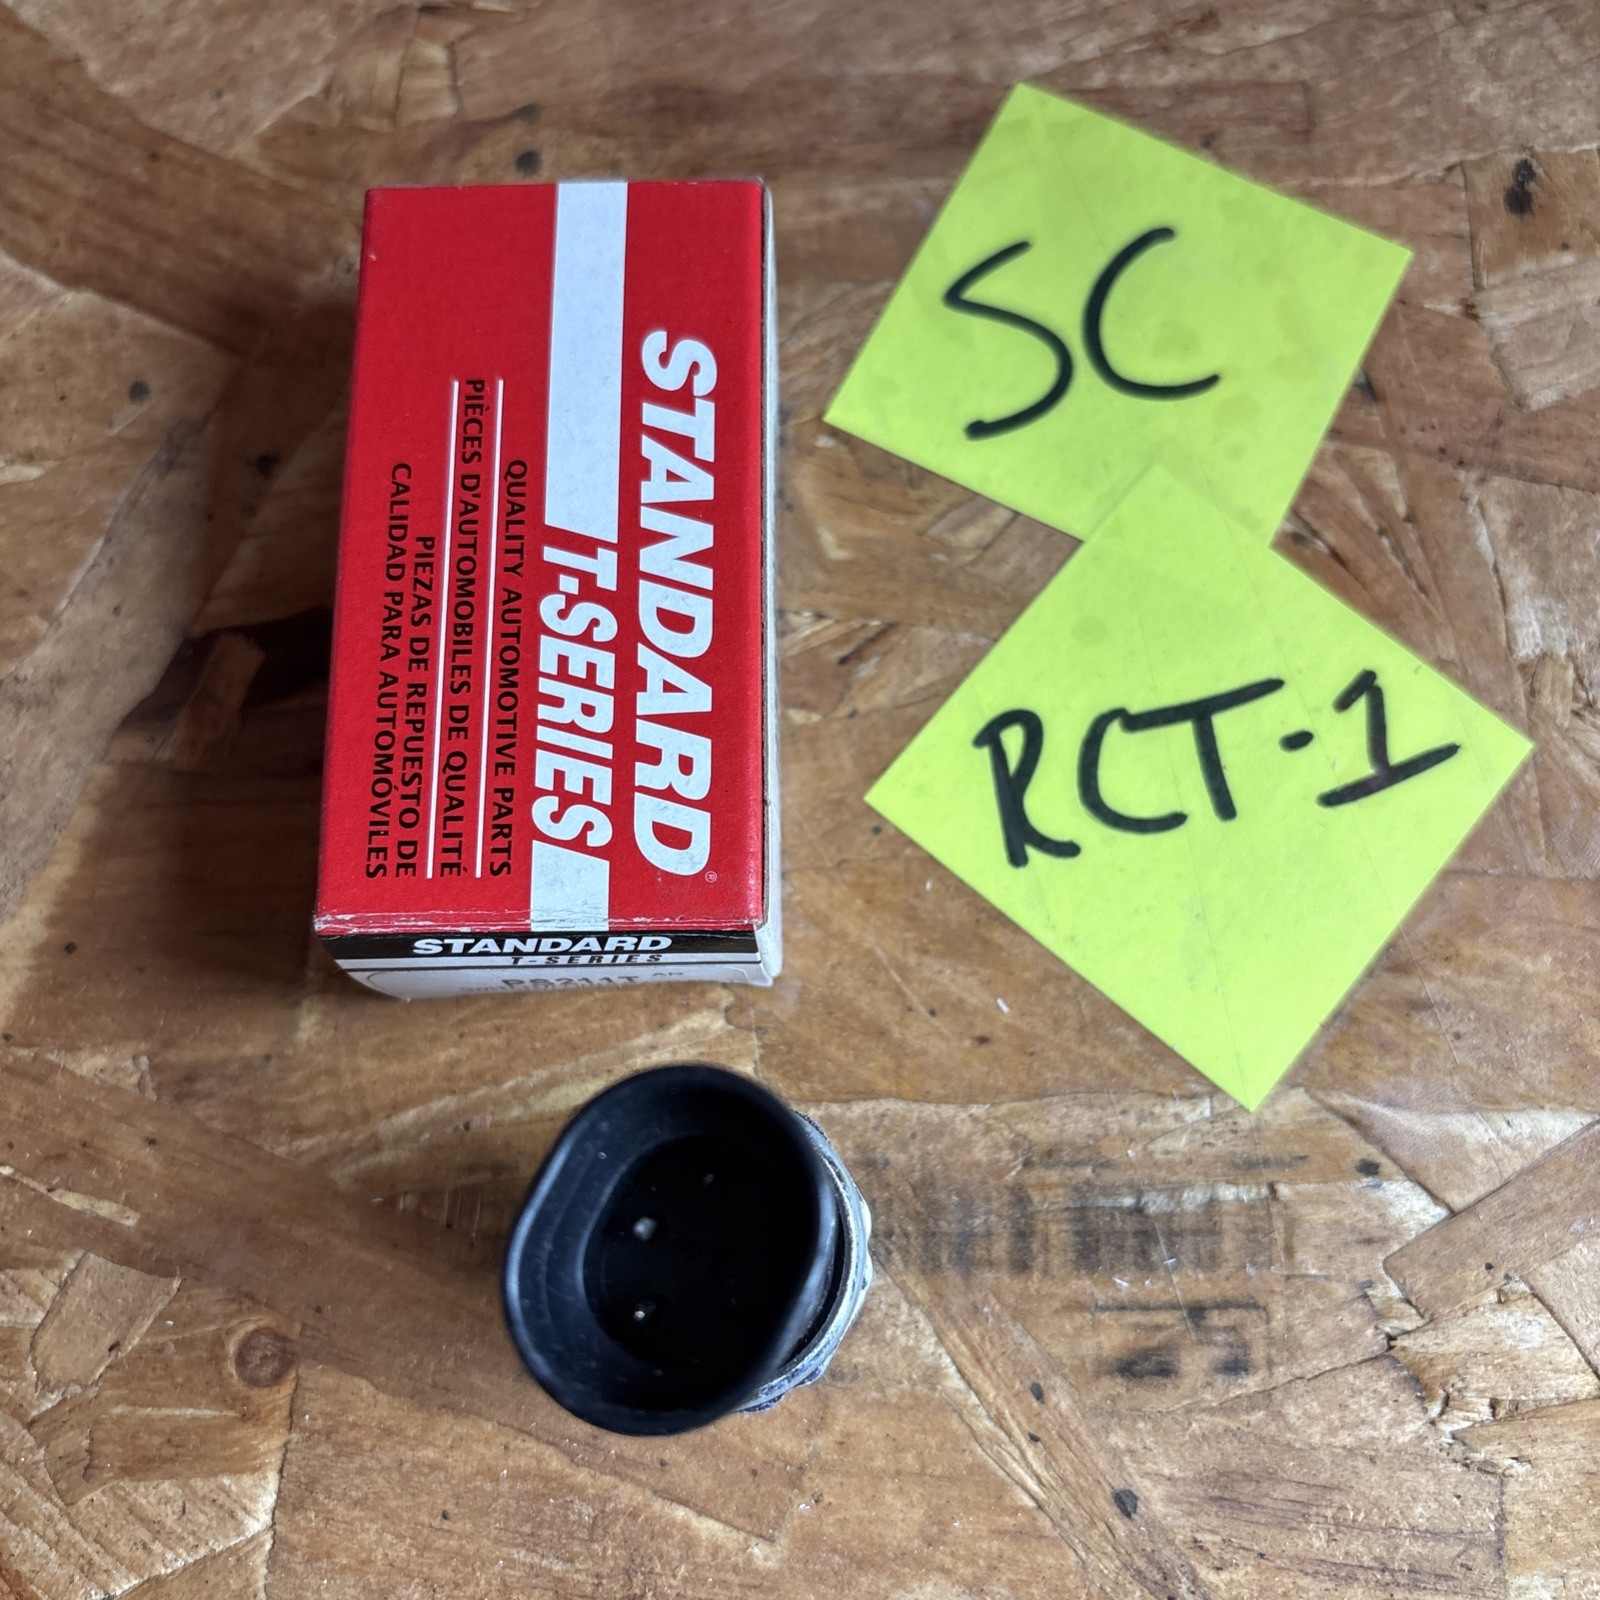 STANDARD®
T-SERIES
QUALITY AUTOMOTIVE PARTS
PIÈCES D'AUTOMOBILES DE QUALITÉ
PIEZAS DE REPUESTO DE
CALIDAD PARA AUTOMÓVILES
STANDARD
T-SERIES
PS211T
SC
RCT-1